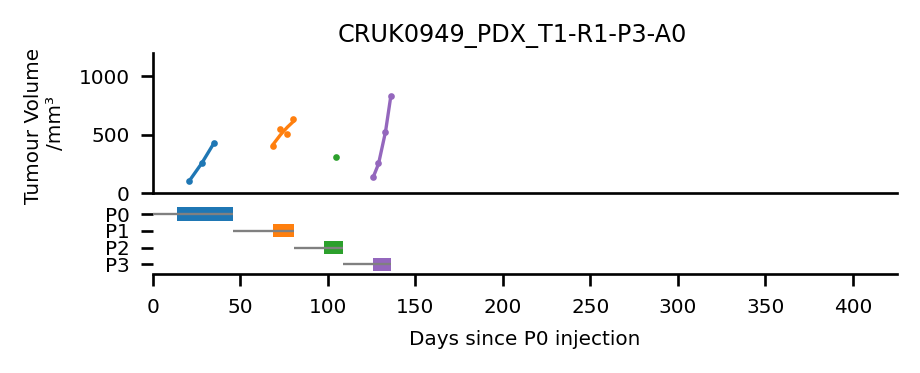 CRUK0949_PDX_T1-R1-P3-A0
Tumour Volume
/mm³
1000
500
0
P0
P1
P2
P3
0 50 100 150 200 250 300 350 400
Days since P0 injection